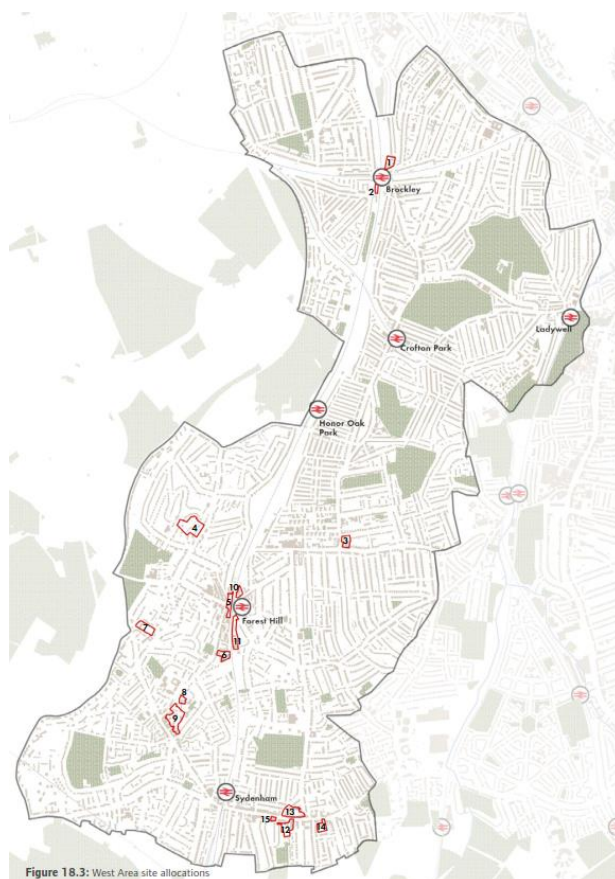 1
Brockley
2
Ladywell
Crofton Park
Honor Oak
Park
4
3
10
5
Forest Hill
7
11
6
8
9
Sydenham
13
15
12
14
Figure 18.3: West Area site allocations